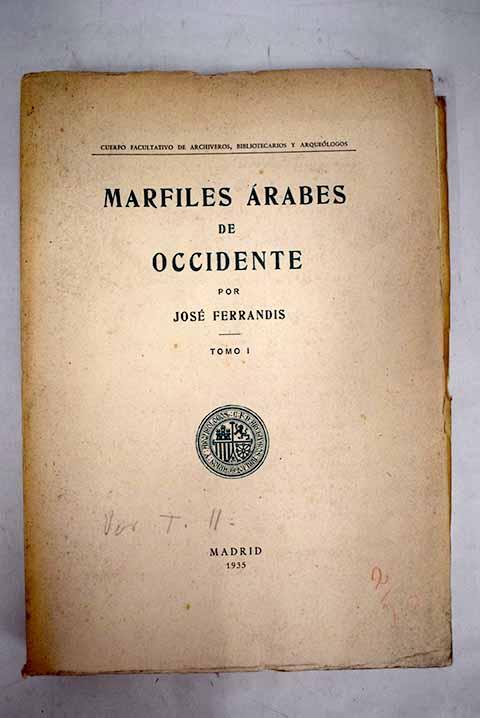 CUERPO FACULTATIVO DE ARCHIVEROS, BIBLIOTECARIOS Y ARQUEÓLOGOS
MARFILES ÁRABES
DE
OCCIDENTE
POR
JOSÉ FERRANDIS
TOMO I
Ver T. II.
MADRID
1935